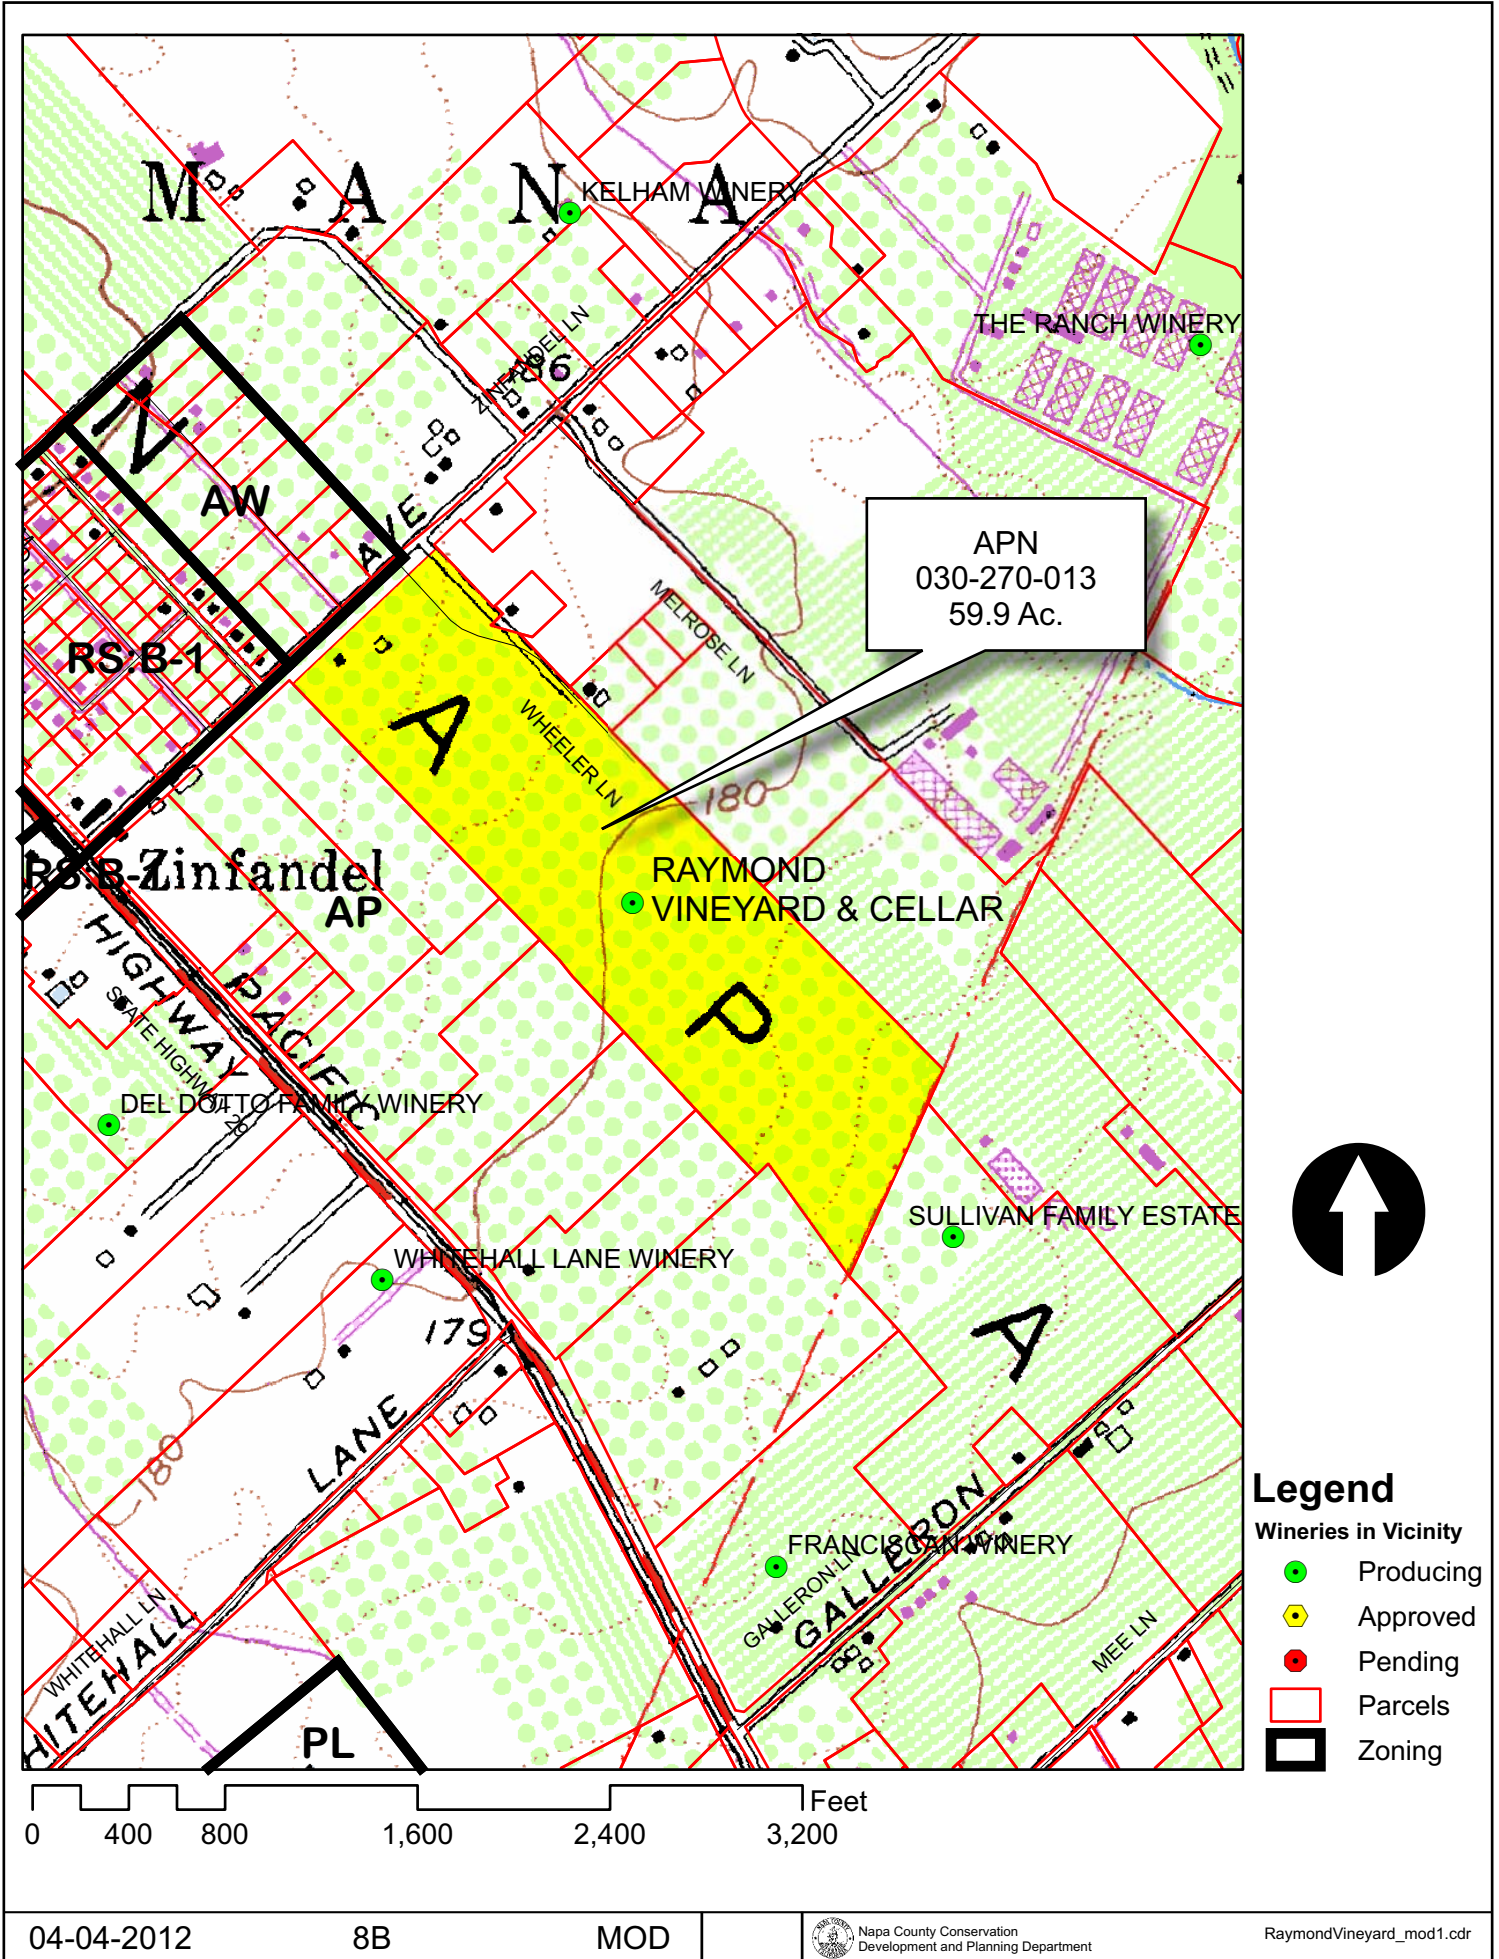 M A N A
KELHAM WINERY
THE RANCH WINERY
ZINFANDEL LN
Z
AW
AVE
APN
030-270-013
59.9 Ac.
MELROSE LN
RS:B-1
A
WHEELER LN
180
RS:B-
Zinfandel
AP
RAYMOND
VINEYARD & CELLAR
HIGHWAY
PACIFIC
STATE HIGHWAY 29
P
DEL DOTTO FAMILY WINERY
SULLIVAN FAMILY ESTATE
WHITEHALL LANE WINERY
179
A
LANE
180
FRANCISCAN WINERY
GALLERON LN
GALLERON
WHITEHALL LN
HITEHALL
MEE LN
PL
Legend
Wineries in Vicinity
Producing
Approved
Pending
Parcels
Zoning
Feet
0 400 800 1,600 2,400 3,200
04-04-2012 8B MOD
Napa County Conservation
Development and Planning Department
RaymondVineyard_mod1.cdr